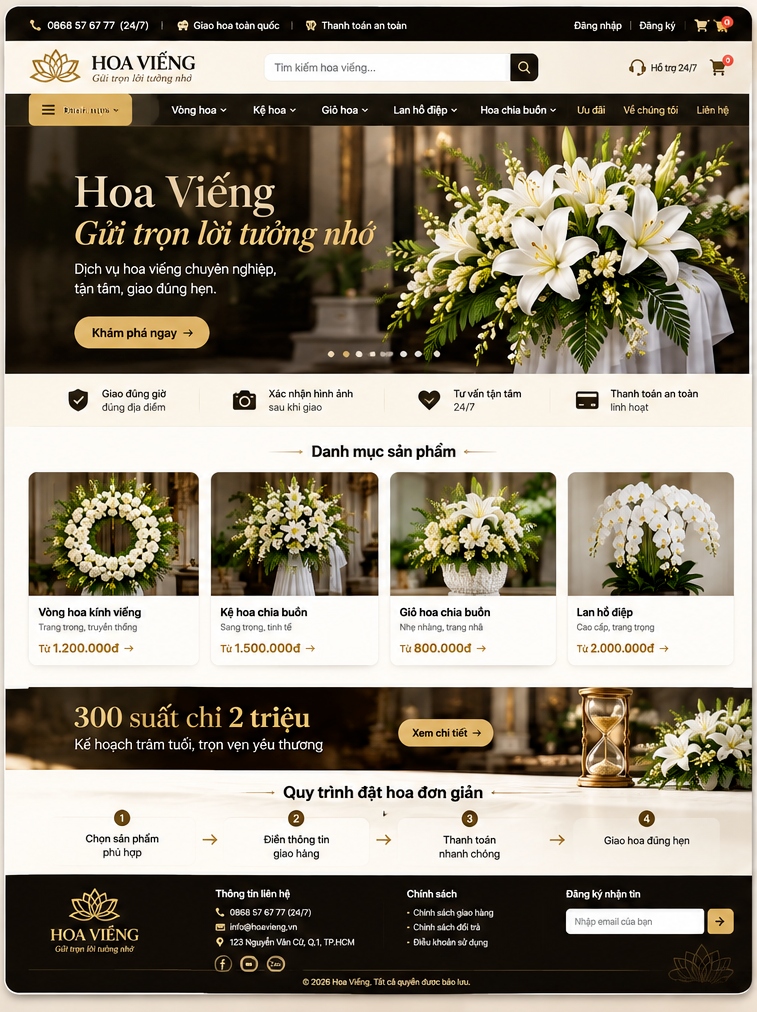 0868 57 67 77 (24/7)
Giao hoa toàn quốc
Thanh toán an toàn
Đăng nhập
Đăng ký
0
HOA VIẾNG
Gửi trọn lời tưởng nhớ
Tìm kiếm hoa viếng...
Hỗ trợ 24/7
0
Vòng hoa
Kệ hoa
Giỏ hoa
Lan hồ điệp
Hoa chia buồn
Ưu đãi
Về chúng tôi
Liên hệ
Hoa Viếng
Gửi trọn lời tưởng nhớ
Dịch vụ hoa viếng chuyên nghiệp,
tận tâm, giao đúng hẹn.
Khám phá ngay →
Giao đúng giờ
đúng địa điểm
Xác nhận hình ảnh
sau khi giao
Tư vấn tận tâm
24/7
Thanh toán an toàn
linh hoạt
Danh mục sản phẩm
Vòng hoa kính viếng
Trang trọng, truyền thống
Từ 1.200.000đ →
Kệ hoa chia buồn
Sang trọng, tinh tế
Từ 1.500.000đ →
Giỏ hoa chia buồn
Nhẹ nhàng, trang nhã
Từ 800.000đ →
Lan hồ điệp
Cao cấp, trang trọng
Từ 2.000.000đ →
300 suất chi 2 triệu
Kế hoạch trăm tuổi, trọn vẹn yêu thương
Xem chi tiết →
Quy trình đặt hoa đơn giản
1
Chọn sản phẩm
phù hợp
2
Điền thông tin
giao hàng
3
Thanh toán
nhanh chóng
4
Giao hoa đúng hẹn
HOA VIẾNG
Gửi trọn lời tưởng nhớ
Thông tin liên hệ
0868 57 67 77 (24/7)
info@hoavieng.vn
123 Nguyễn Văn Cừ, Q.1, TP.HCM
Chính sách
• Chính sách giao hàng
• Chính sách đổi trả
• Điều khoản sử dụng
Đăng ký nhận tin
Nhập email của bạn
© 2026 Hoa Viếng. Tất cả quyền được bảo lưu.